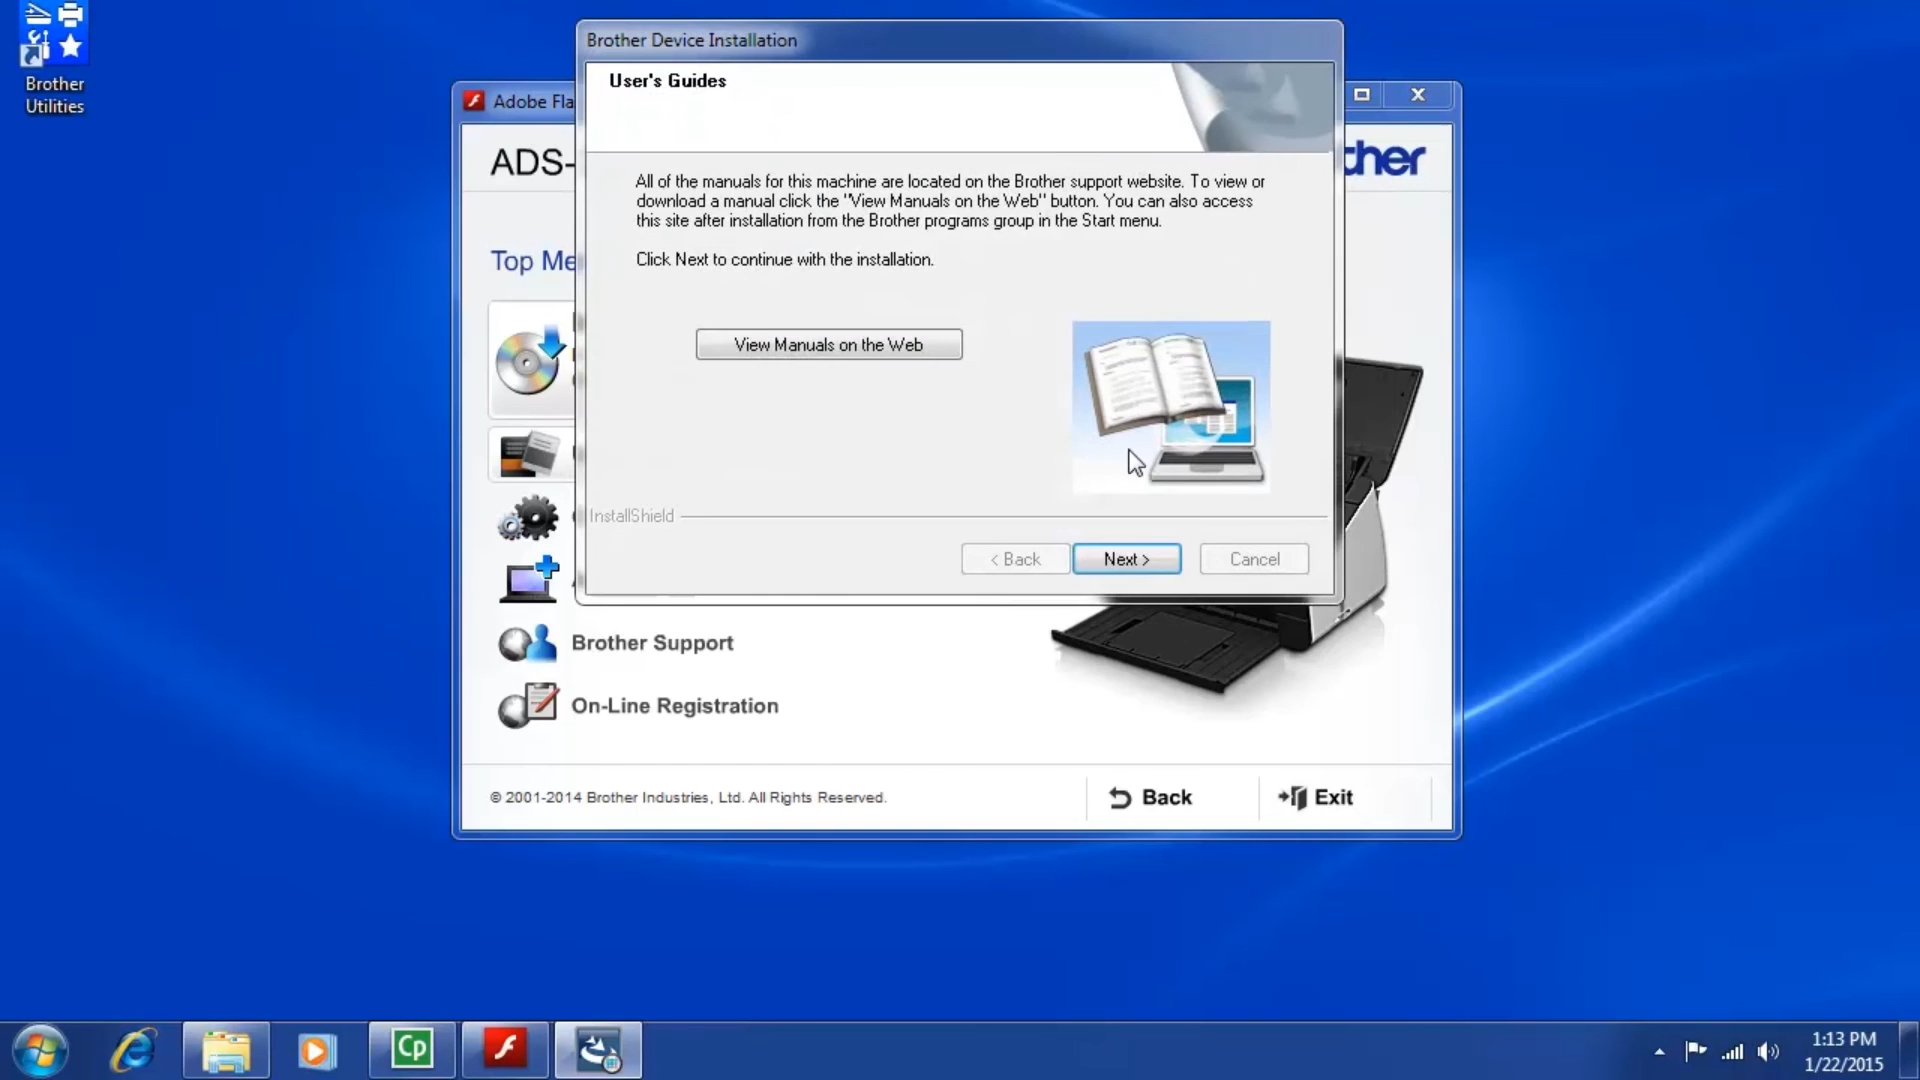 Brother
Utilities
Brother Device Installation
User's Guides
Adobe Fla
ADS-
ther
All of the manuals for this machine are located on the Brother support website. To view or
download a manual click the "View Manuals on the Web" button. You can also access
this site after installation from the Brother programs group in the Start menu.
Click Next to continue with the installation.
Top Me
View Manuals on the Web
InstallShield
< Back
Next >
Cancel
Brother Support
On-Line Registration
© 2001-2014 Brother Industries, Ltd. All Rights Reserved.
Back
Exit
Cp
1:13 PM
1/22/2015